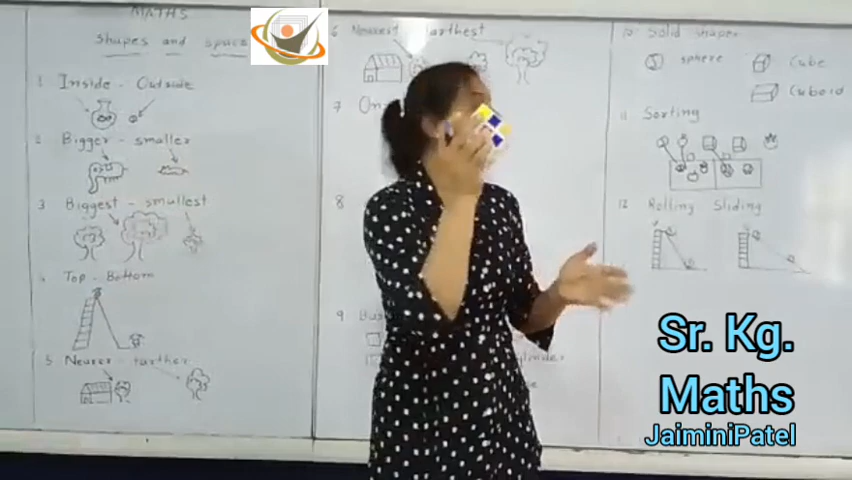 MATHS
Shapes and space
1 Inside - Outside
2 Bigger - smaller
3 Biggest - smallest
4 Top - Bottom
5 Nearer - farther
6 Nearest farthest
7
8
9
10 Solid shapes
sphere
Cube
Cuboid
11 Sorting
12 Rolling Sliding
Sr. Kg.
Maths
JaiminiPatel